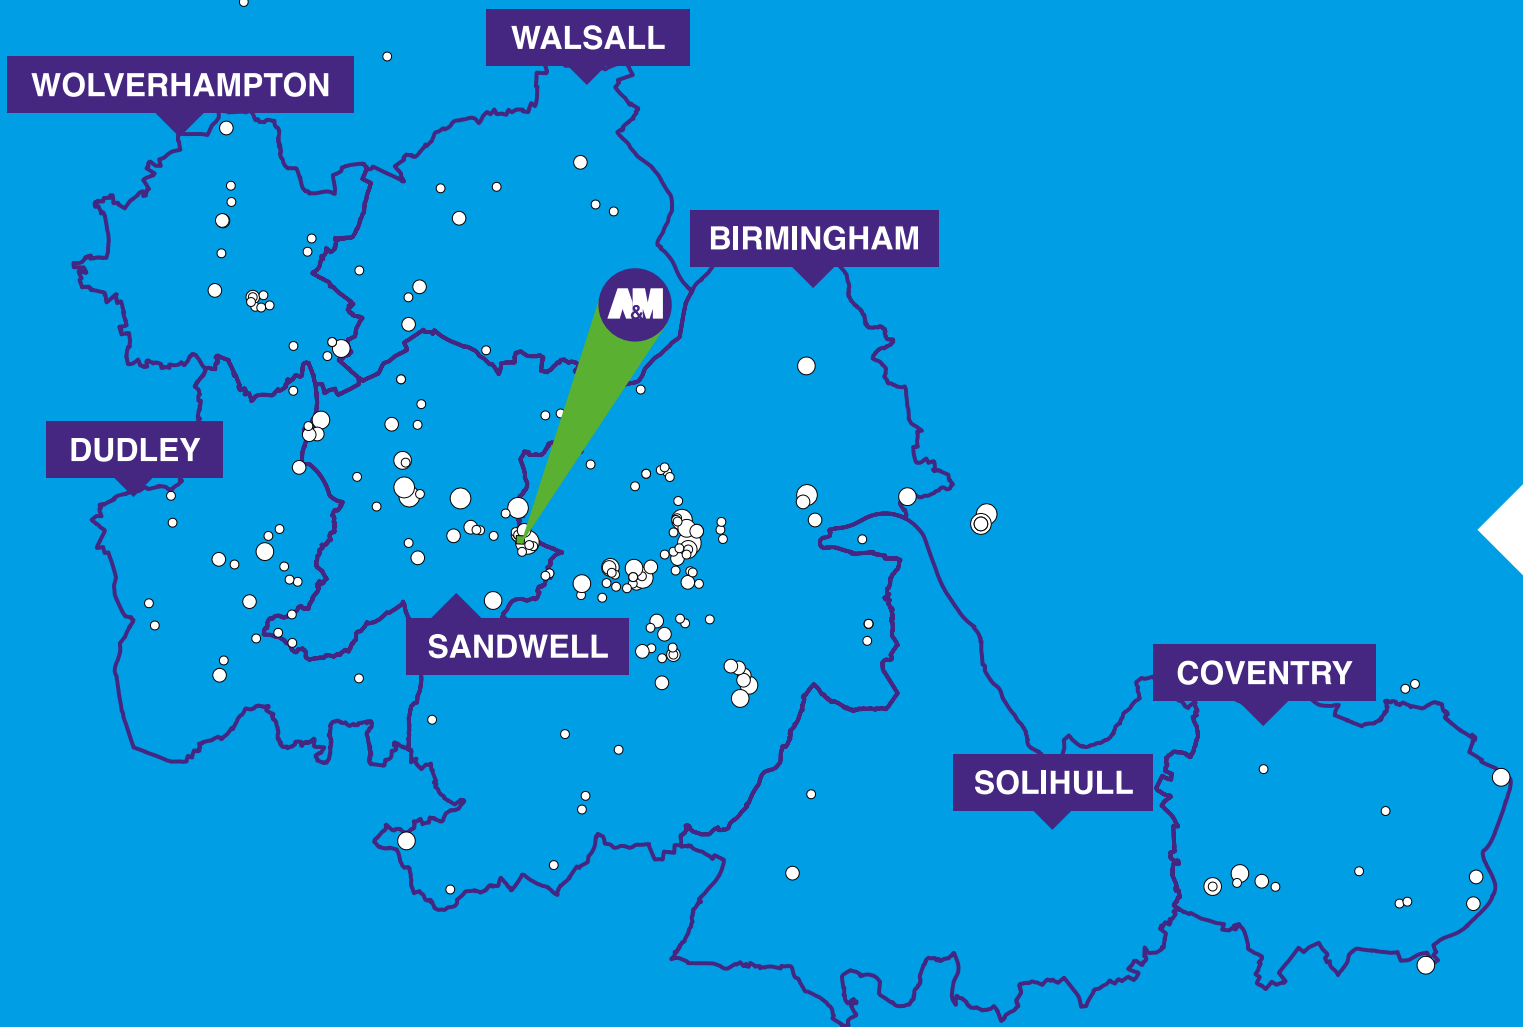 WALSALL
WOLVERHAMPTON
BIRMINGHAM
A&M
DUDLEY
SANDWELL
COVENTRY
SOLIHULL